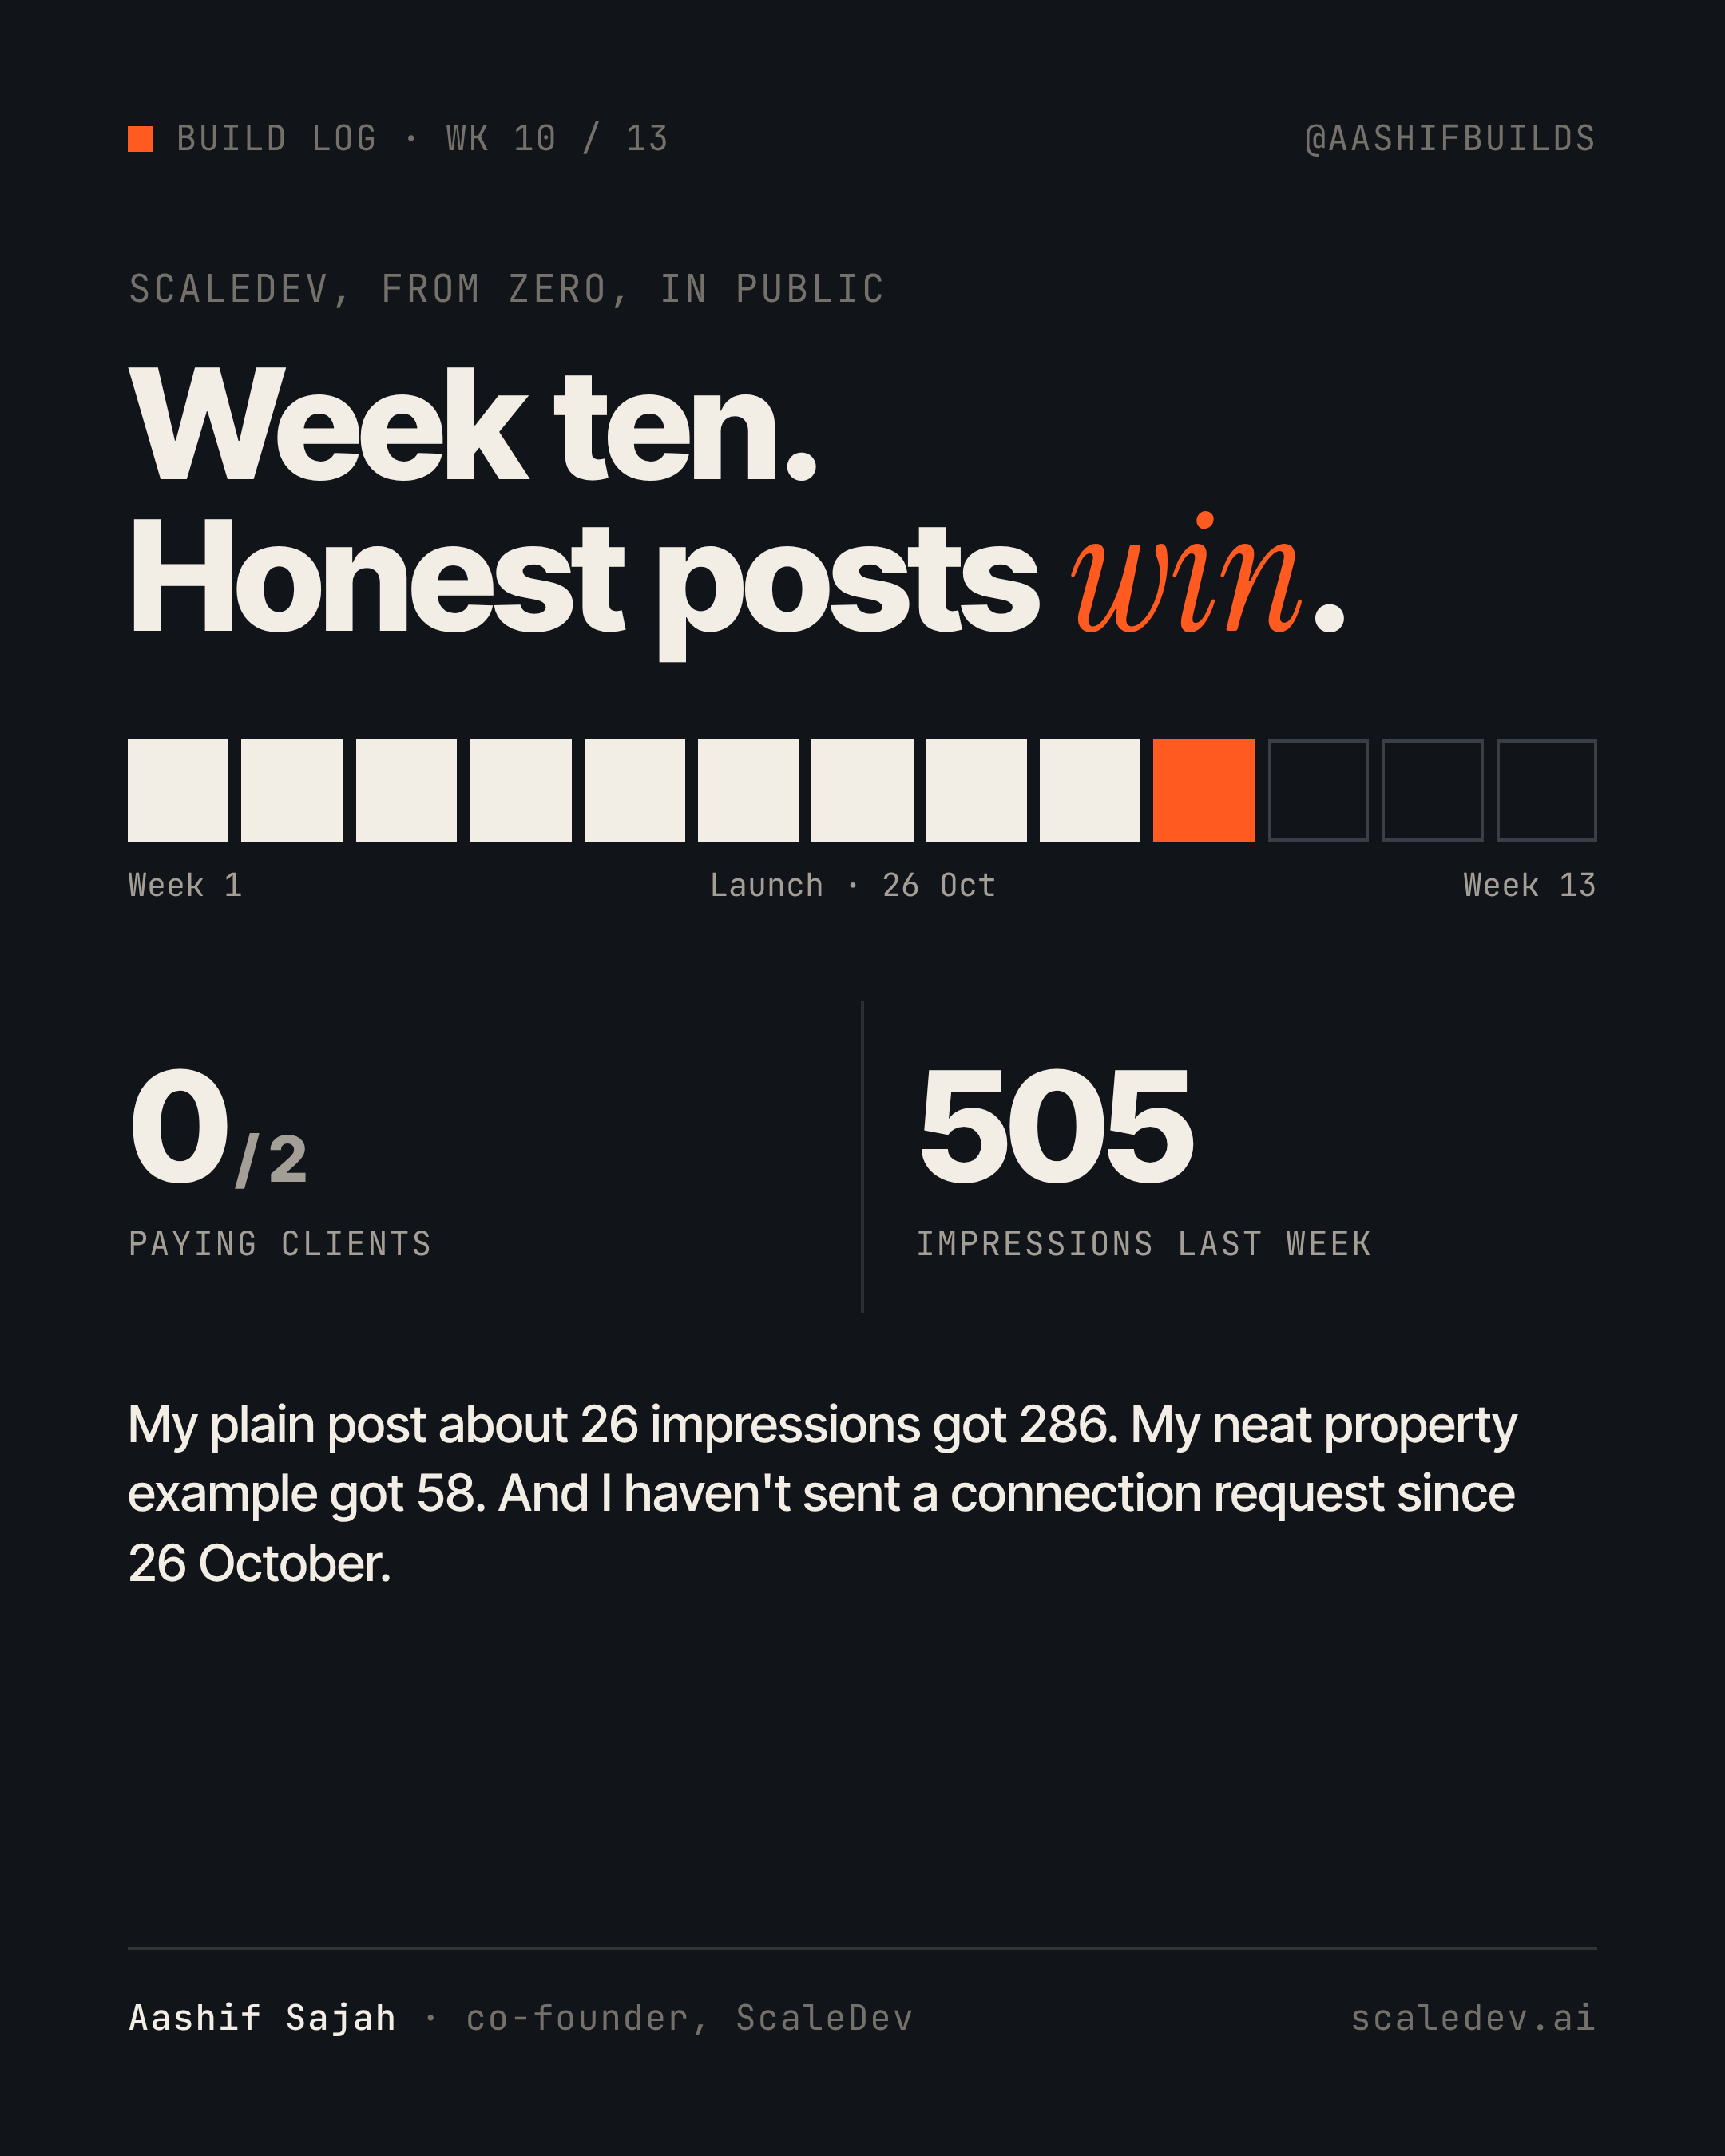 BUILD LOG · WK 10 / 13
@AASHIFBUILDS
SCALEDEV, FROM ZERO, IN PUBLIC
Week ten.
Honest posts win.
Week 1
Launch · 26 Oct
Week 13
0/2
PAYING CLIENTS
505
IMPRESSIONS LAST WEEK
My plain post about 26 impressions got 286. My neat property
example got 58. And I haven't sent a connection request since
26 October.
Aashif Sajah · co-founder, ScaleDev
scaledev.ai